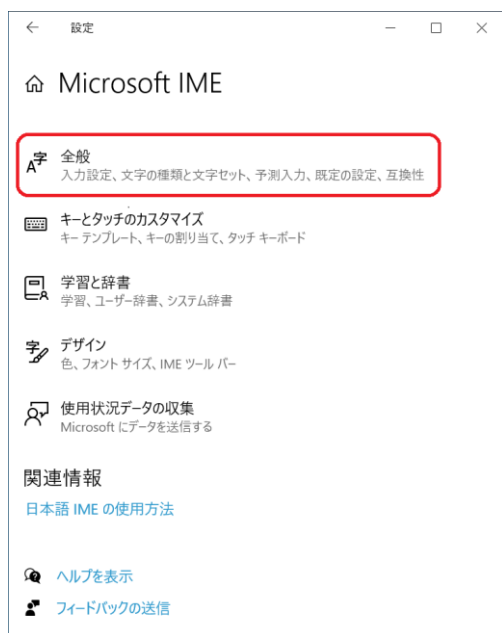 設定
Microsoft IME
全般
入力設定、文字の種類と文字セット、予測入力、既定の設定、互換性
キーとタッチのカスタマイズ
キー テンプレート、キーの割り当て、タッチ キーボード
学習と辞書
学習、ユーザー辞書、システム辞書
デザイン
色、フォント サイズ、IME ツール バー
使用状況データの収集
Microsoft にデータを送信する
関連情報
日本語 IME の使用方法
ヘルプを表示
フィードバックの送信